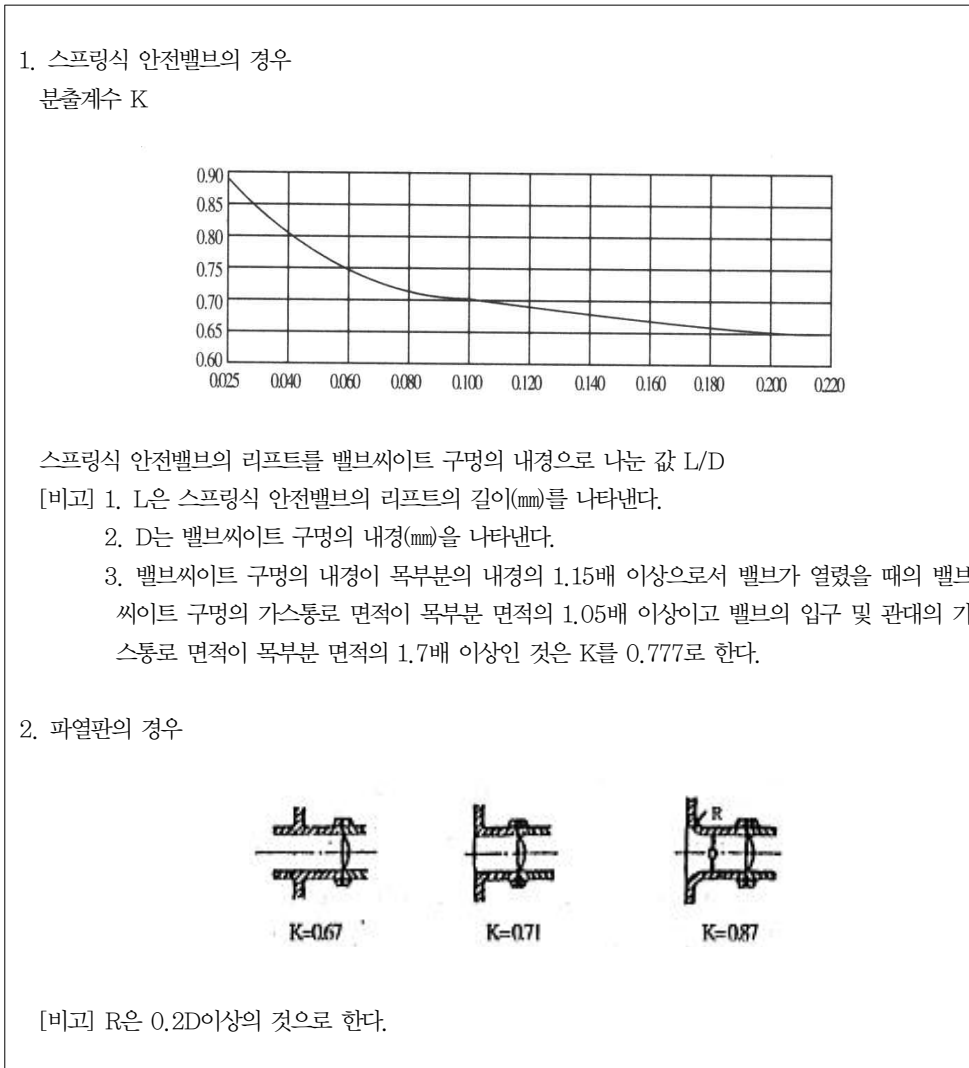 1. 스프링식 안전밸브의 경우
분출계수 K
0.90
0.85
0.80
0.75
0.70
0.65
0.60
0.025 0.040 0.060 0.080 0.100 0.120 0.140 0.160 0.180 0.200 0.220
스프링식 안전밸브의 리프트를 밸브씨이트 구멍의 내경으로 나눈 값 L/D
[비고] 1. L은 스프링식 안전밸브의 리프트의 길이(㎜)를 나타낸다.
2. D는 밸브씨이트 구멍의 내경(㎜)을 나타낸다.
3. 밸브씨이트 구멍의 내경이 목부분의 내경의 1.15배 이상으로서 밸브가 열렸을 때의 밸브
씨이트 구멍의 가스통로 면적이 목부분 면적의 1.05배 이상이고 밸브의 입구 및 관대의 가
스통로 면적이 목부분 면적의 1.7배 이상인 것은 K를 0.777로 한다.
2. 파열판의 경우
R
D
K=0.67 K=0.71 K=0.87
[비고] R은 0.2D이상의 것으로 한다.